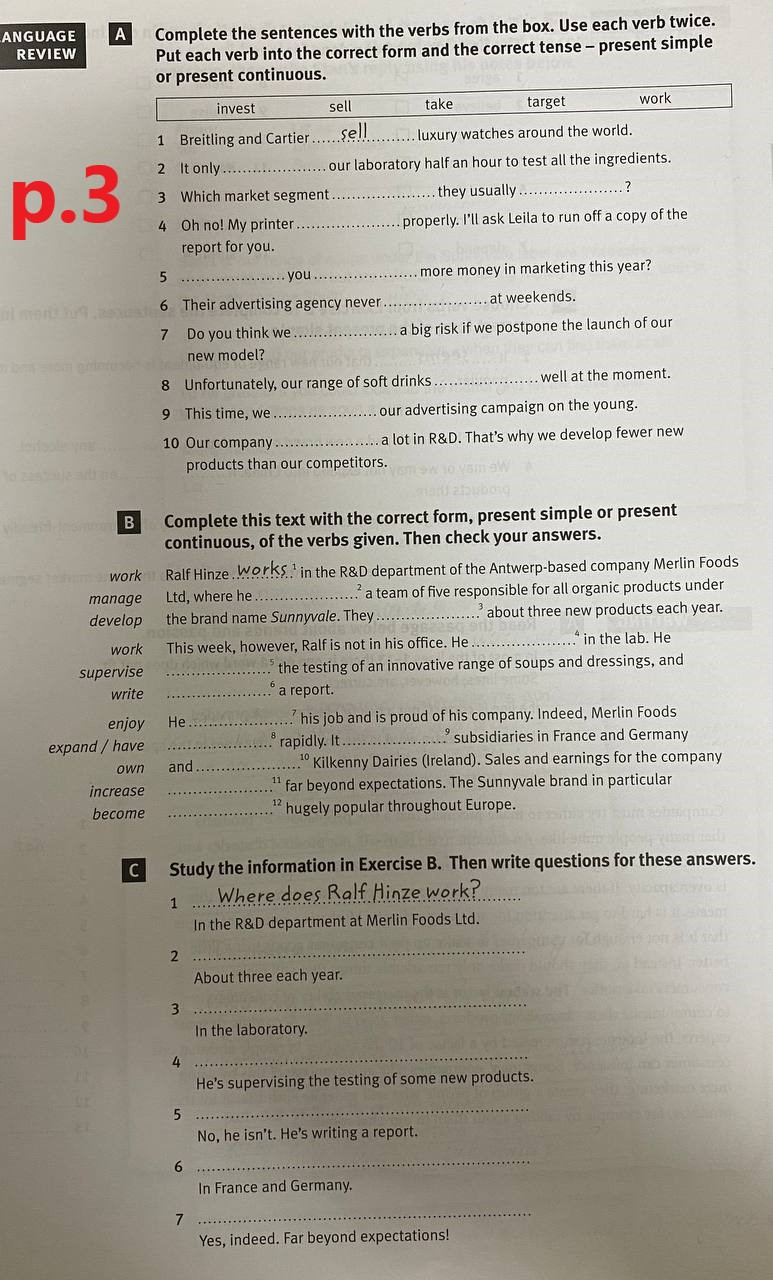 ANGUAGE
REVIEW
A Complete the sentences with the verbs from the box. Use each verb twice.
Put each verb into the correct form and the correct tense – present simple
or present continuous.
invest sell take target work
p.3
1 Breitling and Cartier ......sell......... luxury watches around the world.
2 It only ..................... our laboratory half an hour to test all the ingredients.
3 Which market segment ..................... they usually ..................... ?
4 Oh no! My printer ..................... properly. I'll ask Leila to run off a copy of the
report for you.
5 ..................... you ..................... more money in marketing this year?
6 Their advertising agency never ..................... at weekends.
7 Do you think we ..................... a big risk if we postpone the launch of our
new model?
8 Unfortunately, our range of soft drinks ..................... well at the moment.
9 This time, we ..................... our advertising campaign on the young.
10 Our company ..................... a lot in R&D. That's why we develop fewer new
products than our competitors.
B Complete this text with the correct form, present simple or present
continuous, of the verbs given. Then check your answers.
work Ralf Hinze ..works..¹ in the R&D department of the Antwerp-based company Merlin Foods
manage Ltd, where he .....................² a team of five responsible for all organic products under
develop the brand name Sunnyvale. They .....................³ about three new products each year.
work This week, however, Ralf is not in his office. He .....................⁴ in the lab. He
supervise .....................⁵ the testing of an innovative range of soups and dressings, and
write .....................⁶ a report.
enjoy He .....................⁷ his job and is proud of his company. Indeed, Merlin Foods
expand / have .....................⁸ rapidly. It .....................⁹ subsidiaries in France and Germany
own and .....................¹⁰ Kilkenny Dairies (Ireland). Sales and earnings for the company
increase .....................¹¹ far beyond expectations. The Sunnyvale brand in particular
become .....................¹² hugely popular throughout Europe.
C Study the information in Exercise B. Then write questions for these answers.
1 .....Where does Ralf Hinze work?.........
In the R&D department at Merlin Foods Ltd.
2 ......................................................................
About three each year.
3 ......................................................................
In the laboratory.
4 ......................................................................
He's supervising the testing of some new products.
5 ......................................................................
No, he isn't. He's writing a report.
6 ......................................................................
In France and Germany.
7 ......................................................................
Yes, indeed. Far beyond expectations!